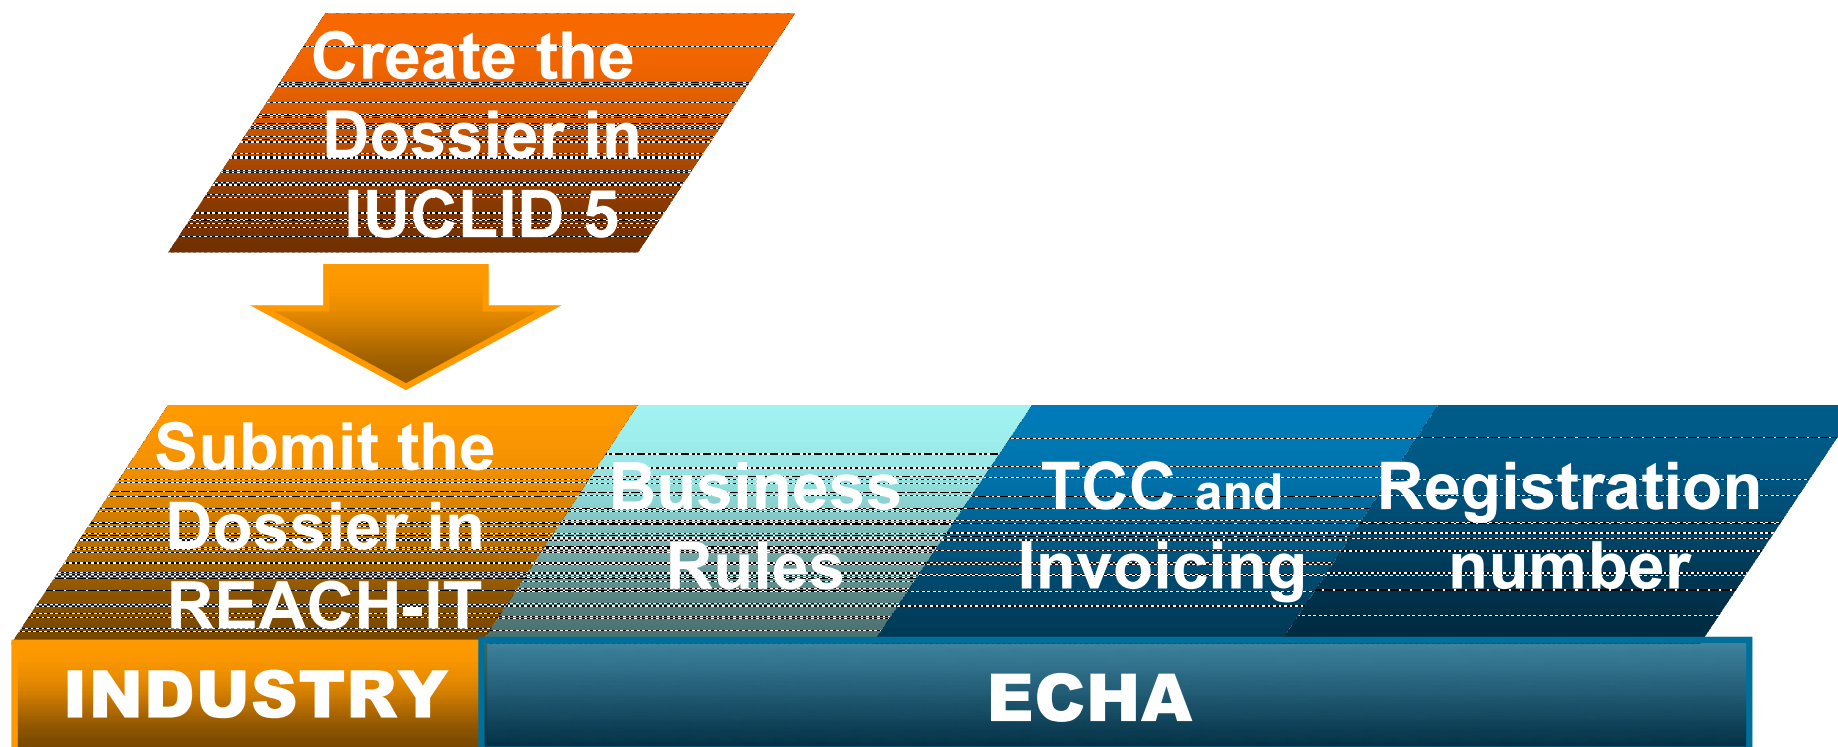 Create the
Dossier in
IUCLID 5
Submit the
Dossier in
REACH-IT
Business
Rules
TCC and
Invoicing
Registration
number
INDUSTRY
ECHA